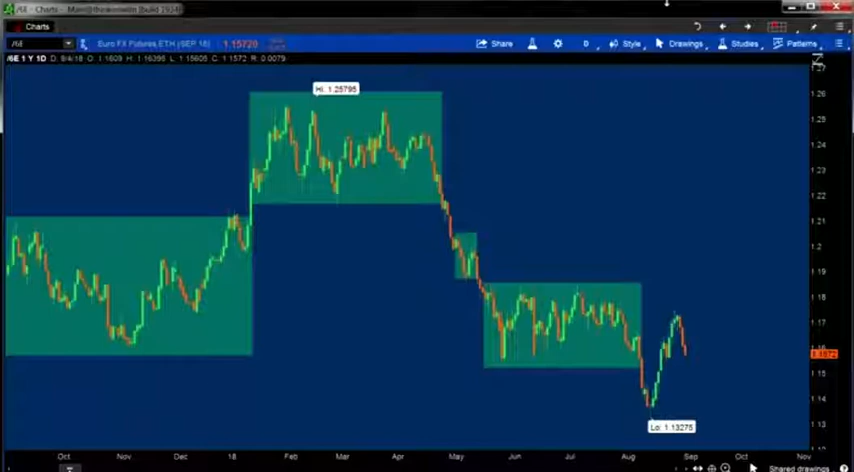 Charts
/6E
Euro FX Futures,ETH (SEP 18)
1.15720
Share
D
Style
Drawings
Studies
Patterns
/6E 1 Y 1D
Hi: 1.25795
Lo: 1.13275
1.27
1.26
1.25
1.24
1.23
1.22
1.21
1.2
1.19
1.18
1.17
1.15
1.14
1.13
1.12
Oct
Nov
Dec
18
Feb
Mar
Apr
May
Jun
Jul
Aug
Sep
Oct
Nov
Shared drawings